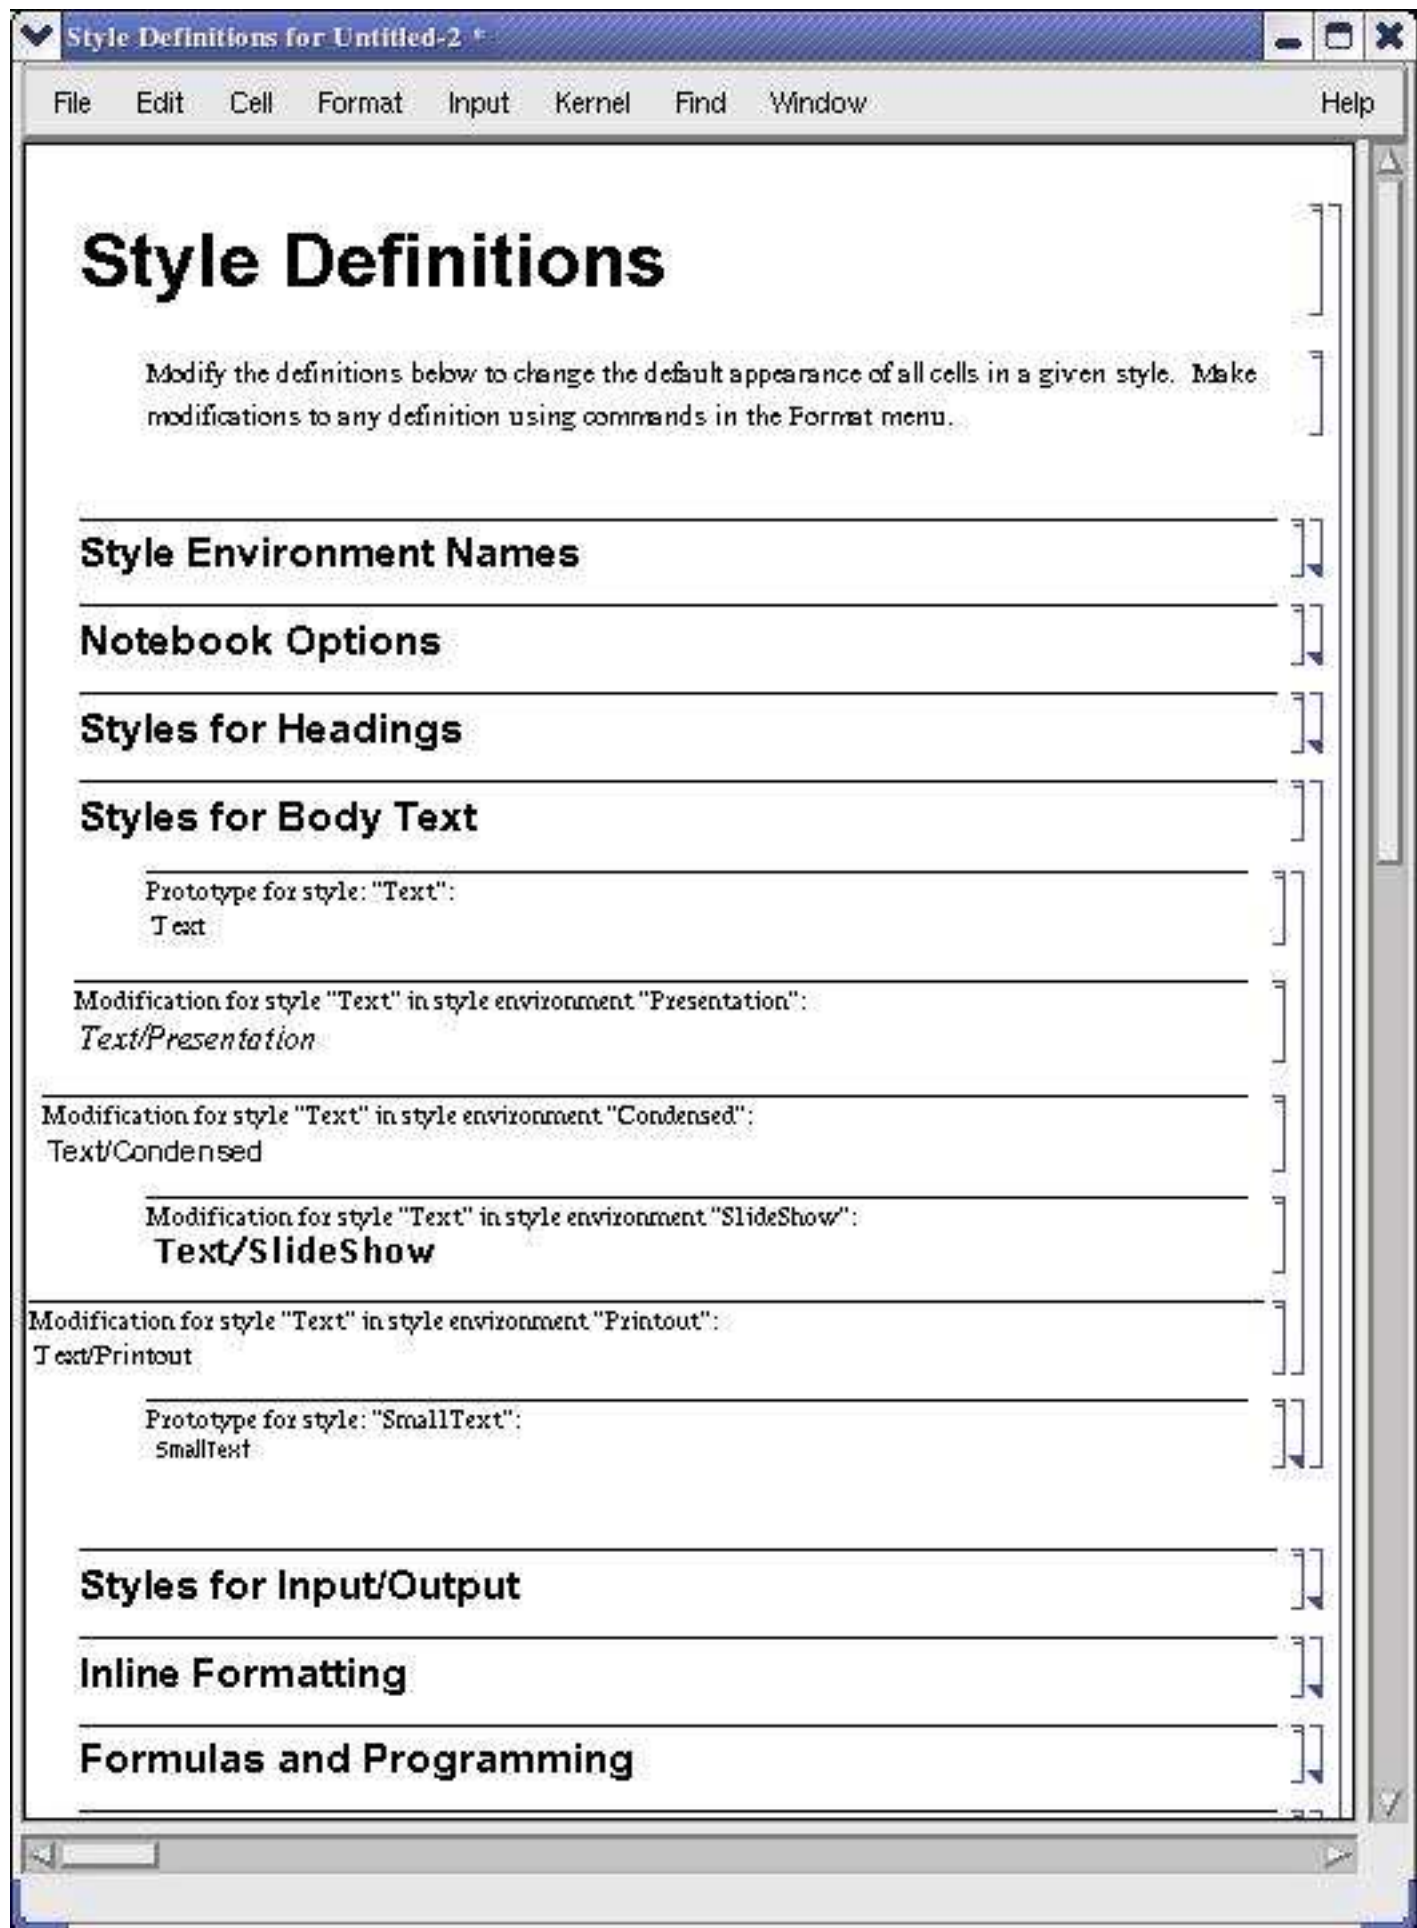 Style Definitions for Untitled-2 *
File Edit Cell Format Input Kernel Find Window Help
Style Definitions
Modify the definitions below to change the default appearance of all cells in a given style. Make
modifications to any definition using commands in the Format menu.
Style Environment Names
Notebook Options
Styles for Headings
Styles for Body Text
Prototype for style: "Text":
Text
Modification for style "Text" in style environment "Presentation":
Text/Presentation
Modification for style "Text" in style environment "Condensed":
Text/Condensed
Modification for style "Text" in style environment "SlideShow":
Text/SlideShow
Modification for style "Text" in style environment "Printout":
Text/Printout
Prototype for style: "SmallText":
SmallText
Styles for Input/Output
Inline Formatting
Formulas and Programming